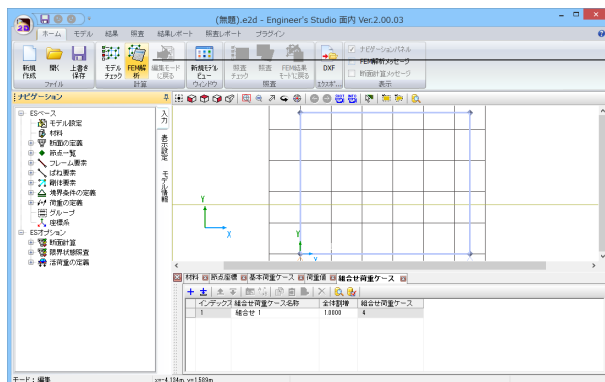 (無題).e2d - Engineer's Studio 面内 Ver.2.00.03
ホーム モデル 結果 照査 結果レポート 照査レポート プラグイン
新規作成 開く 上書き保存 モデルチェック FEM解析 編集モードに戻る 新規モデルビュー 照査チェック 照査 FEM結果モードに戻る DXF
ナビゲーションパネル
FEM解析メッセージ
断面計算メッセージ
ファイル 計算 ウィンドウ 照査 エクスポ... 表示
ナビゲーション
ESベース
モデル設定
材料
断面の定義
節点一覧
フレーム要素
ばね要素
剛体要素
境界条件の定義
荷重の定義
グループ
座標系
ESオプション
断面計算
限界状態照査
活荷重の定義
入力
表示設定
モデル情報
Y
X
Y
材料 節点座標 基本荷重ケース 荷重値 組合せ荷重ケース
インデックス 組合せ荷重ケース名称 全体割増 組合せ荷重ケース
1 組合せ 1 1.0000 4
モード : 編集 x=-4.134m, y=1.589m